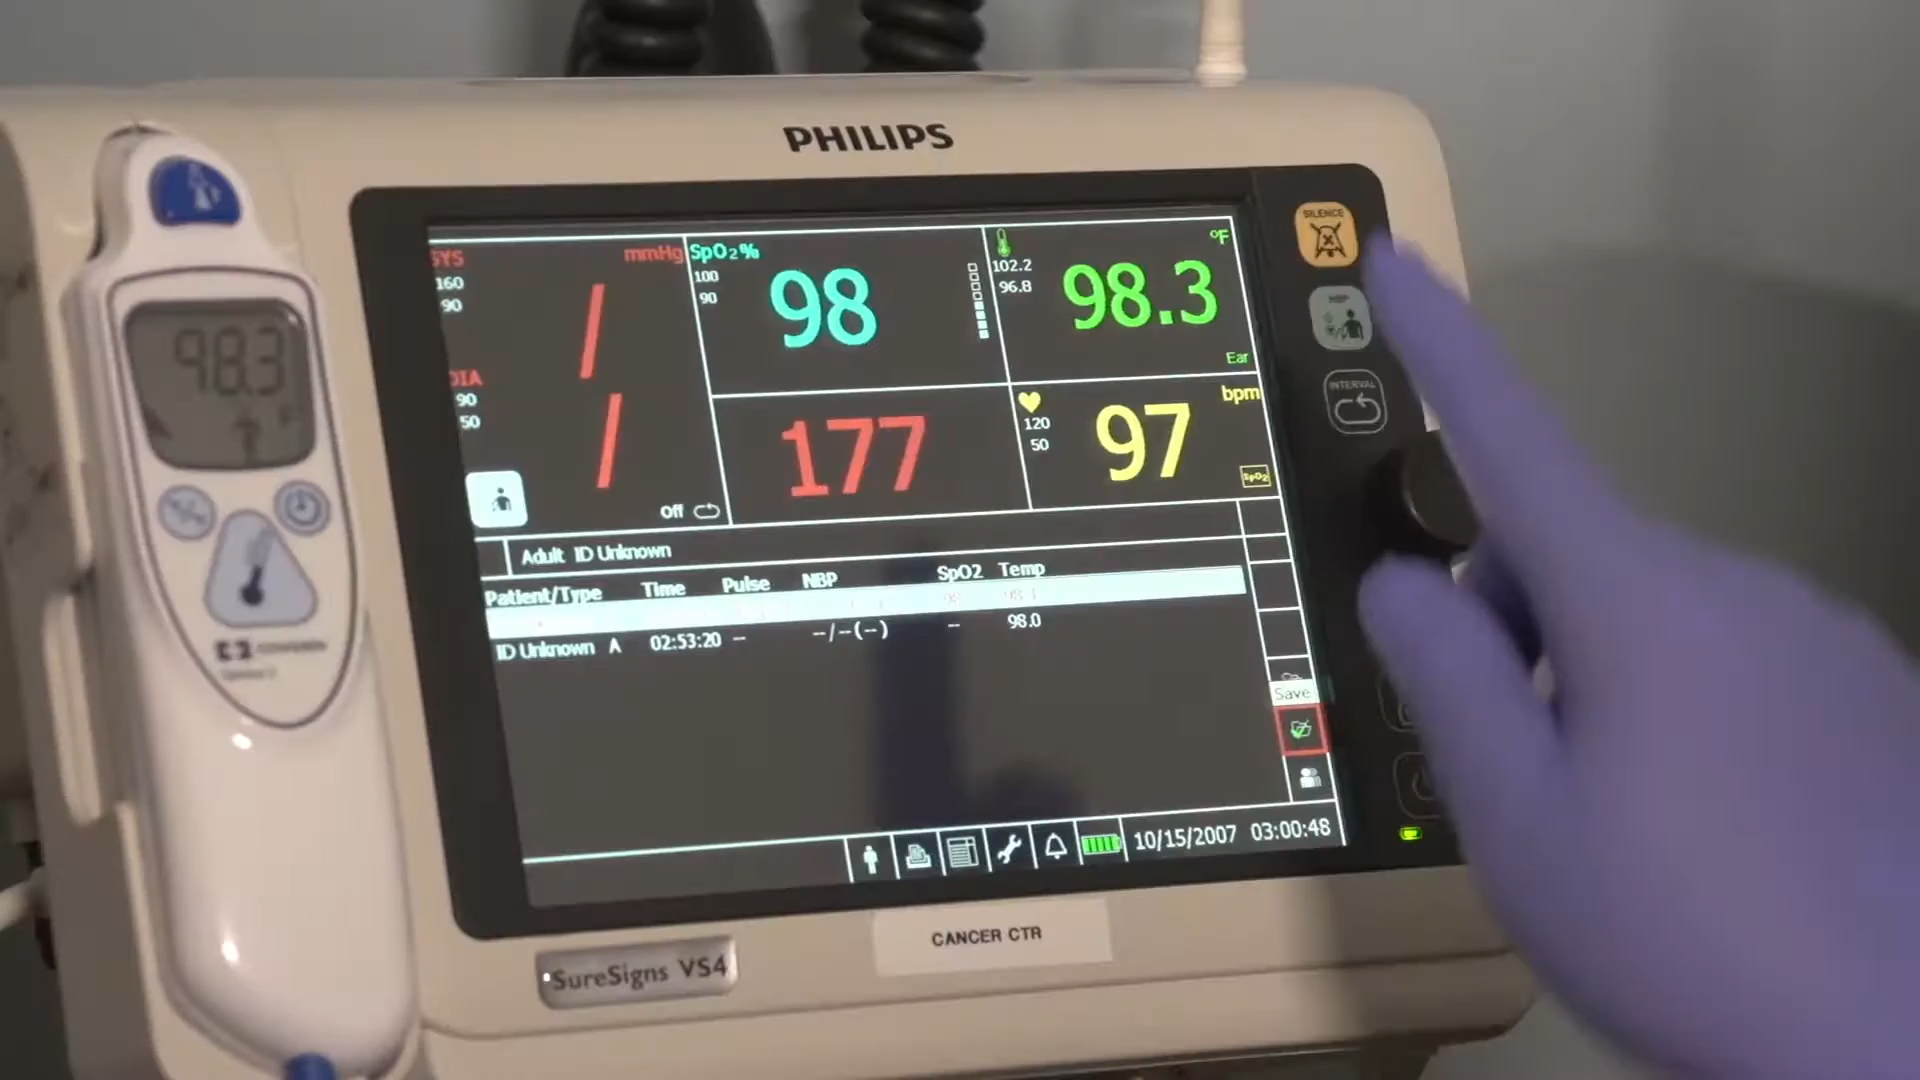 PHILIPS
SILENCE
SYS
mmHg
160
90
/
DIA
90
50
/
Off
SpO₂%
100
90
98
177
102.2
96.8
98.3
°F
Ear
120
50
97
bpm
SpO₂
NBP
INTERVAL
98.3
F
Adult ID Unknown
Patient/Type Time Pulse NBP SpO2 Temp
ID Unknown A 02:53:20 -- --/--(--) -- 98.0
Save
10/15/2007 03:00:48
CANCER CTR
SureSigns VS4